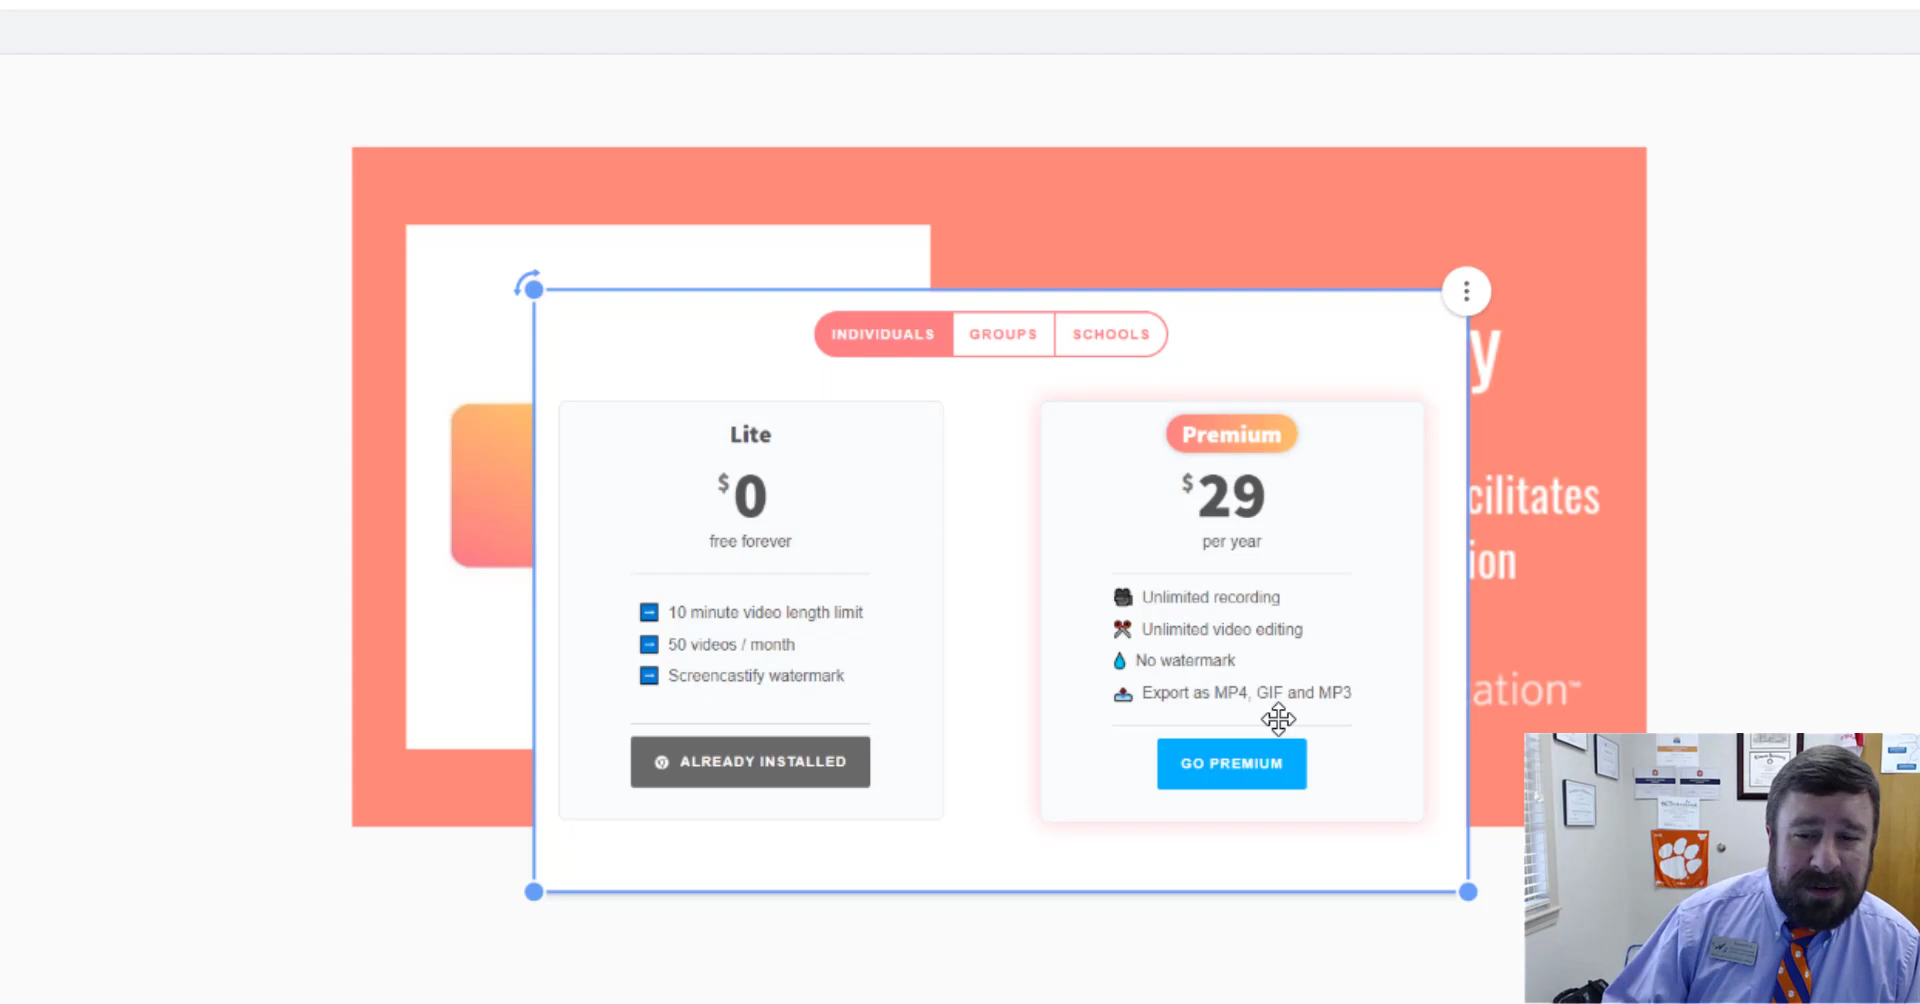 INDIVIDUALS GROUPS SCHOOLS
y
Lite
$0
free forever
10 minute video length limit
50 videos / month
Screencastify watermark
ALREADY INSTALLED
Premium
$29
per year
Unlimited recording
Unlimited video editing
No watermark
Export as MP4, GIF and MP3
GO PREMIUM
cilitates
ion
ation™